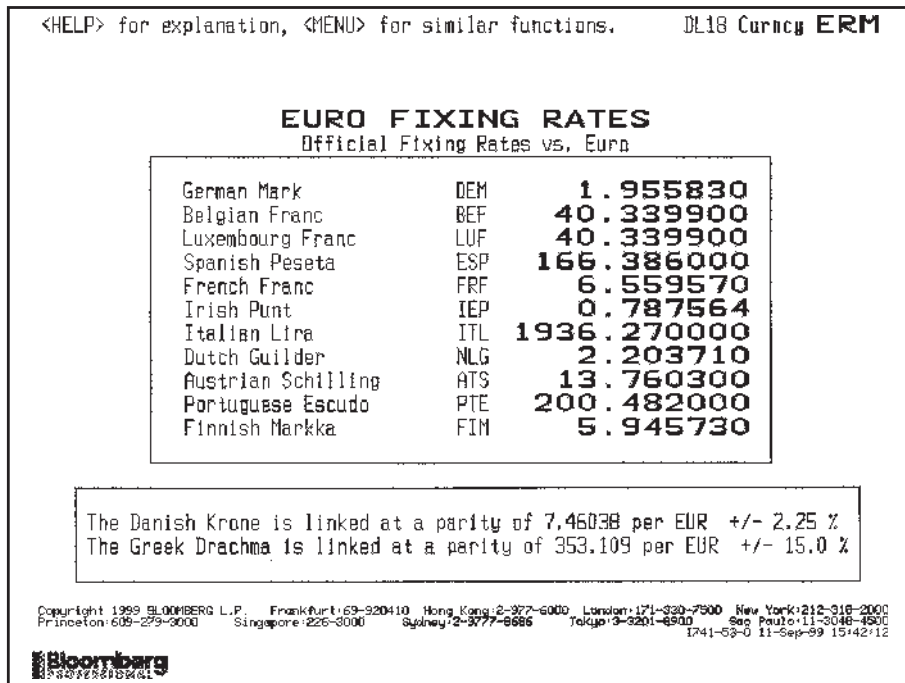 <HELP> for explanation, <MENU> for similar functions. DL18 Curncy ERM
EURO FIXING RATES
Official Fixing Rates vs. Euro
German Mark DEM 1.955830
Belgian Franc BEF 40.339900
Luxembourg Franc LUF 40.339900
Spanish Peseta ESP 166.386000
French Franc FRF 6.559570
Irish Punt IEP 0.787564
Italian Lira ITL 1936.270000
Dutch Guilder NLG 2.203710
Austrian Schilling ATS 13.760300
Portuguese Escudo PTE 200.482000
Finnish Markka FIM 5.945730
The Danish Krone is linked at a parity of 7.46038 per EUR +/- 2.25 %
The Greek Drachma is linked at a parity of 353.109 per EUR +/- 15.0 %
Copyright 1999 BLOOMBERG L.P. Frankfurt:69-920410 Hong Kong:2-977-6000 London:171-330-7500 New York:212-318-2000
Princeton:609-279-3000 Singapore:226-3000 Sydney:2-9777-8686 Tokyo:3-3201-8900 Sao Paulo:11-3048-4500
I741-53-0 11-Sep-99 15:42:12
Bloomberg
PROFESSIONAL